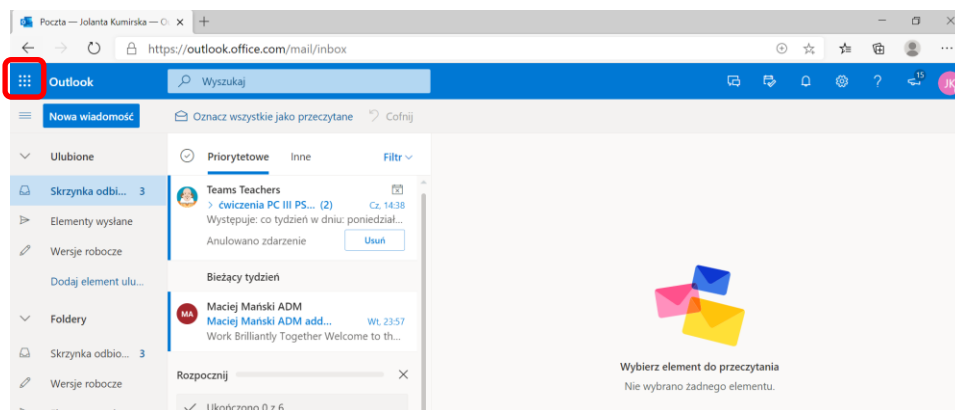 Poczta — Jolanta Kumirska — O
https://outlook.office.com/mail/inbox
Outlook
Wyszukaj
15
JK
Nowa wiadomość
Oznacz wszystkie jako przeczytane
Cofnij
Ulubione
Skrzynka odbi... 3
Elementy wysłane
Wersje robocze
Dodaj element ulu...
Foldery
Skrzynka odbio... 3
Wersje robocze
Priorytetowe Inne Filtr
Teams Teachers
> ćwiczenia PC III PS... (2) Cz, 14:38
Występuje: co tydzień w dniu: poniedział...
Anulowano zdarzenie Usuń
Bieżący tydzień
MA
Maciej Mański ADM
Maciej Mański ADM add... Wt, 23:57
Work Brilliantly Together Welcome to th...
Rozpocznij
Ukończono 0 z 6
Wybierz element do przeczytania
Nie wybrano żadnego elementu.